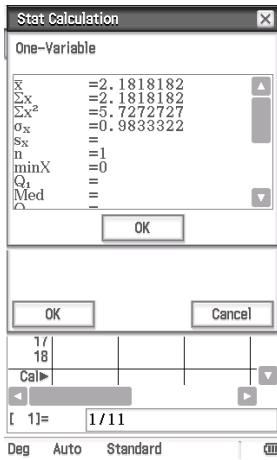 Stat Calculation
One-Variable
x̅ =2.1818182
Σx =2.1818182
Σx² =5.7272727
σx =0.9833322
sx =
n =1
minX =0
Q₁ =
Med =
OK
OK Cancel
17
18
Cal▶
[ 1]= 1/11
Deg Auto Standard